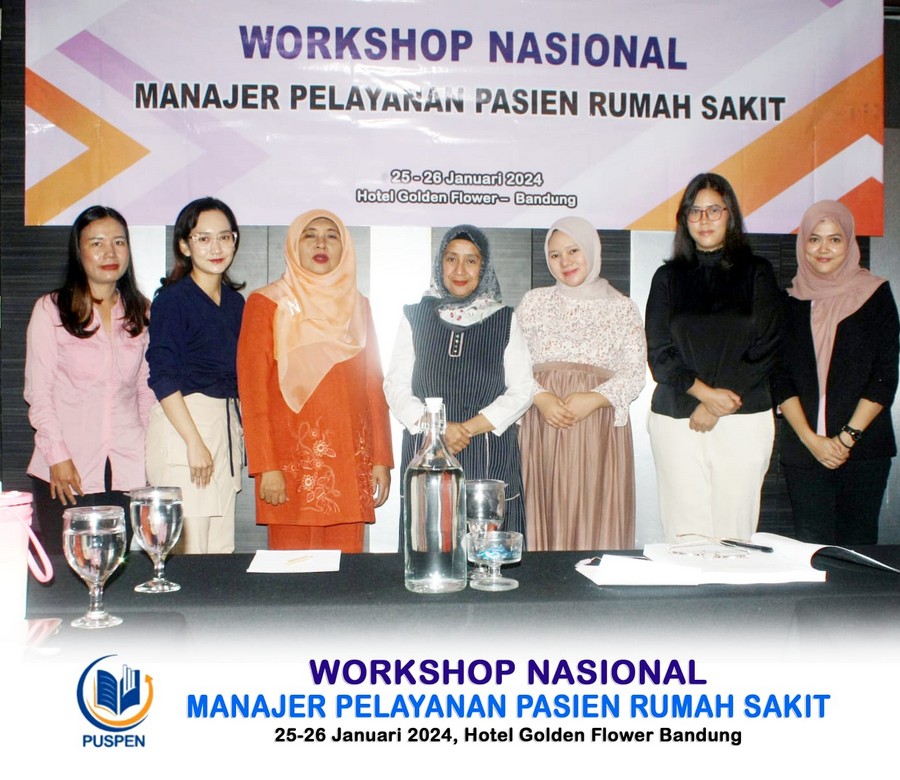 WORKSHOP NASIONAL
MANAJER PELAYANAN PASIEN RUMAH SAKIT
25 - 26 Januari 2024
Hotel Golden Flower – Bandung
PUSPEN
WORKSHOP NASIONAL
MANAJER PELAYANAN PASIEN RUMAH SAKIT
25-26 Januari 2024, Hotel Golden Flower Bandung